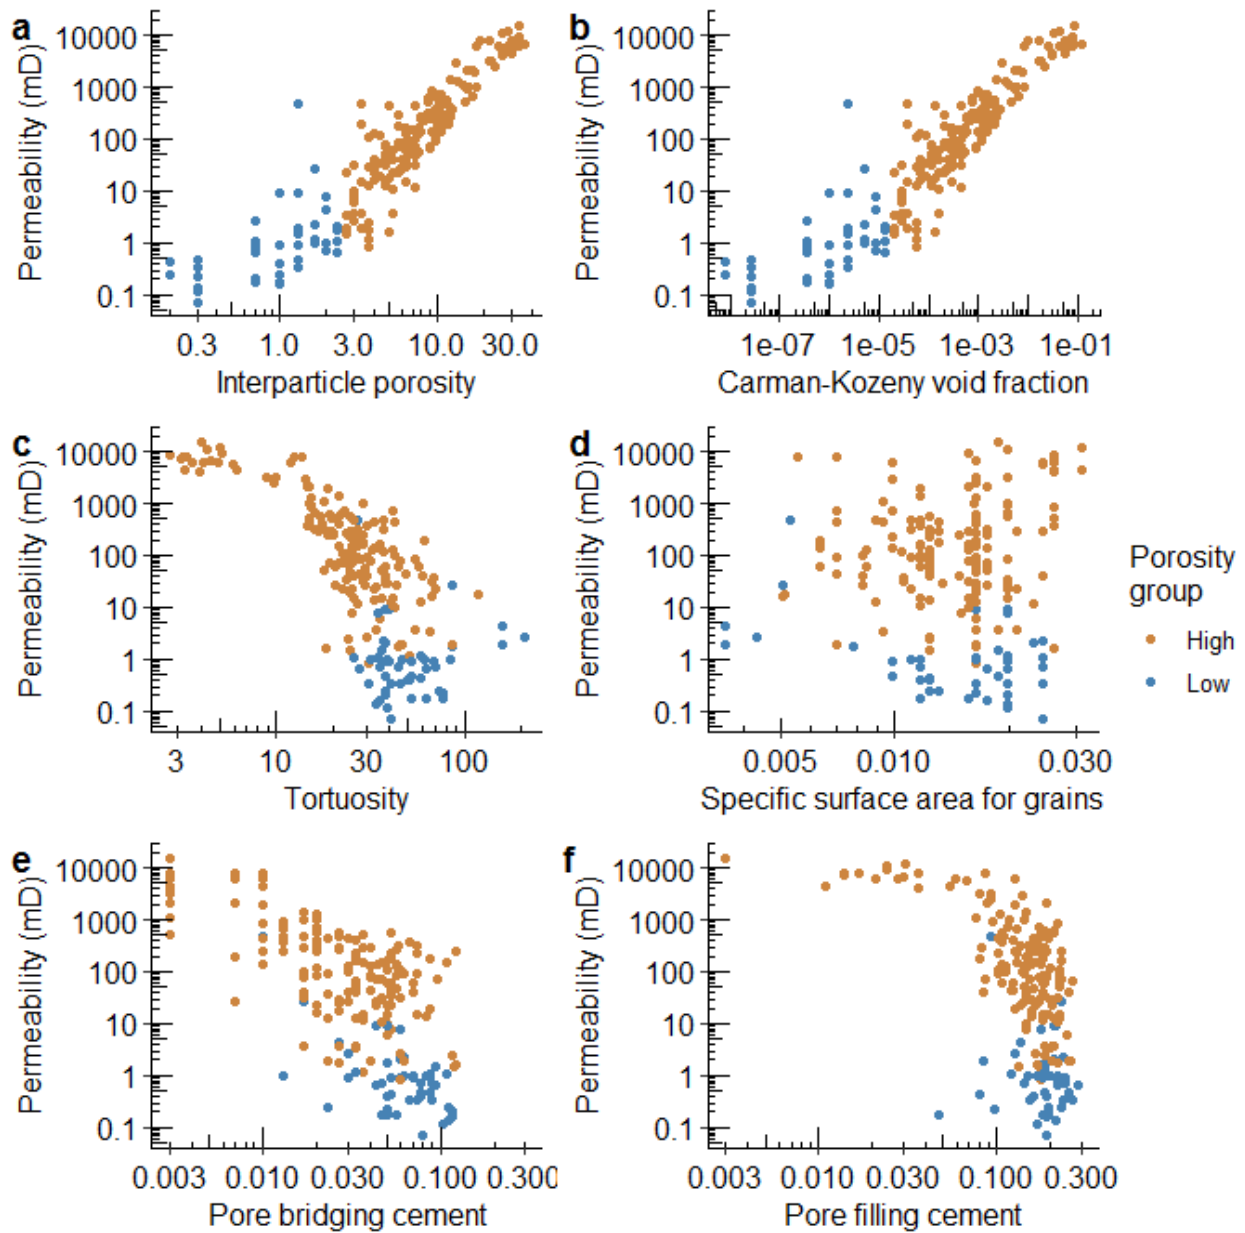 a
Permeability (mD)
10000
1000
100
10
1
0.1
0.3 1.0 3.0 10.0 30.0
Interparticle porosity
b
Permeability (mD)
10000
1000
100
10
1
0.1
1e-07 1e-05 1e-03 1e-01
Carman-Kozeny void fraction
c
Permeability (mD)
10000
1000
100
10
1
0.1
3 10 30 100
Tortuosity
d
Permeability (mD)
10000
1000
100
10
1
0.1
0.005 0.010 0.030
Specific surface area for grains
Porosity
group
High
Low
e
Permeability (mD)
10000
1000
100
10
1
0.1
0.003 0.010 0.030 0.100 0.300
Pore bridging cement
f
Permeability (mD)
10000
1000
100
10
1
0.1
0.003 0.010 0.030 0.100 0.300
Pore filling cement